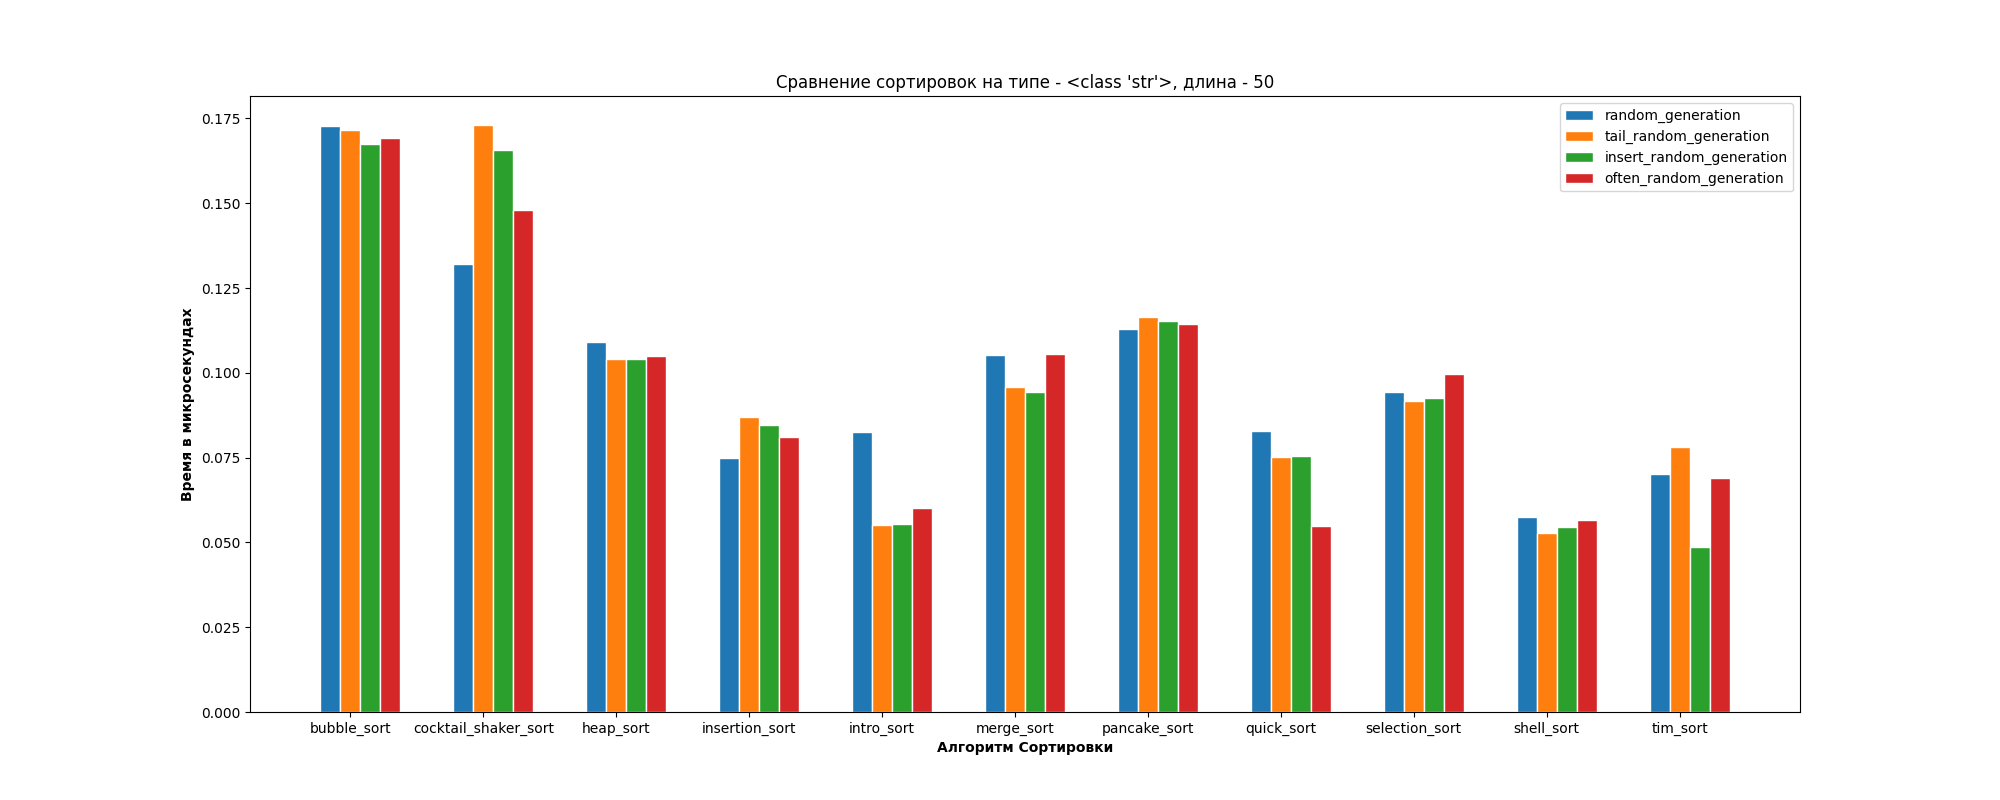 Сравнение сортировок на типе - <class 'str'>, длина - 50
random_generation
tail_random_generation
insert_random_generation
often_random_generation
Время в микросекундах
0.175
0.150
0.125
0.100
0.075
0.050
0.025
0.000
bubble_sort cocktail_shaker_sort heap_sort insertion_sort intro_sort merge_sort pancake_sort quick_sort selection_sort shell_sort tim_sort
Алгоритм Сортировки